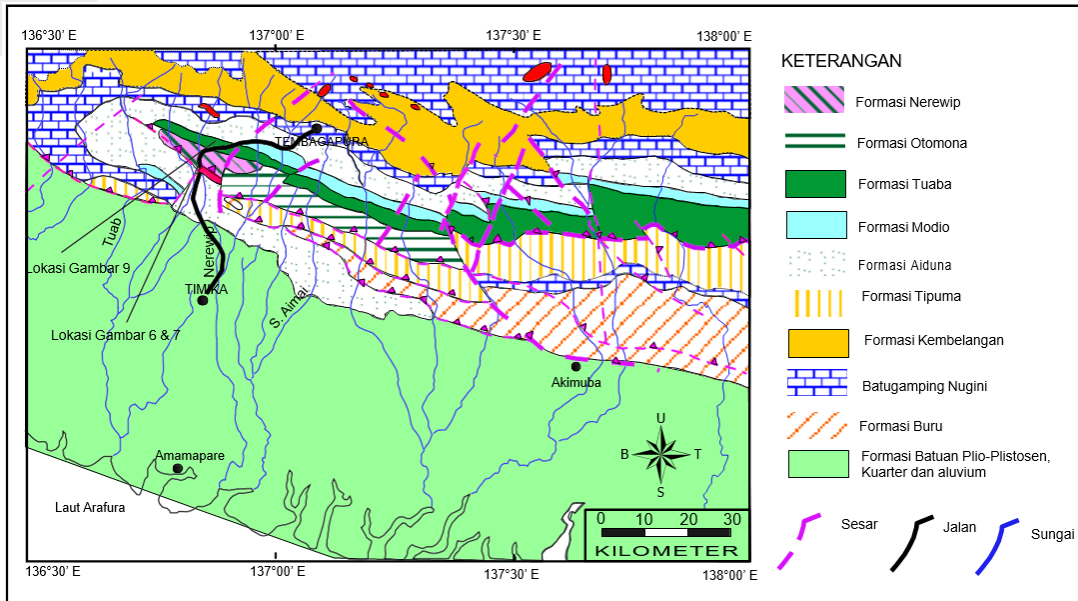 136°30' E
137°00' E
137°30' E
138°00' E
TEMBAGAPURA
Tuab
Nerewip
Lokasi Gambar 9
TIMIKA
S. Aimai
Lokasi Gambar 6 & 7
Akimuba
Amamapare
Laut Arafura
U
B
T
S
0 10 20 30
KILOMETER
136°30' E
137°00' E
137°30' E
138°00' E
KETERANGAN
Formasi Nerewip
Formasi Otomona
Formasi Tuaba
Formasi Modio
Formasi Aiduna
Formasi Tipuma
Formasi Kembelangan
Batugamping Nugini
Formasi Buru
Formasi Batuan Plio-Plistosen,
Kuarter dan aluvium
Sesar
Jalan
Sungai